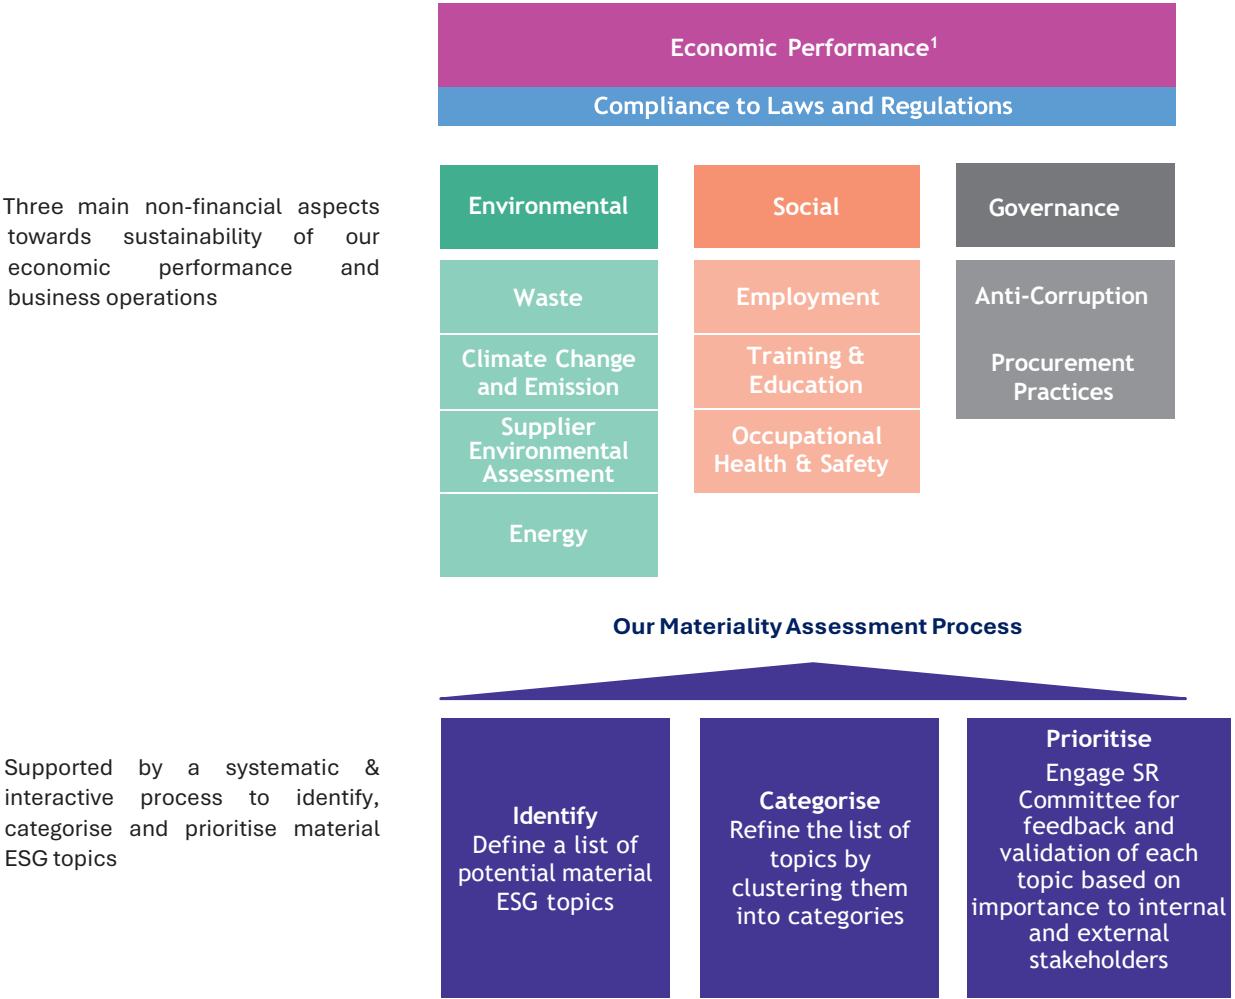 Economic Performance¹
Compliance to Laws and Regulations
Three main non-financial aspects
towards sustainability of our
economic performance and
business operations
Environmental
Waste
Climate Change
and Emission
Supplier
Environmental
Assessment
Energy
Social
Employment
Training &
Education
Occupational
Health & Safety
Governance
Anti-Corruption
Procurement
Practices
Our Materiality Assessment Process
Supported by a systematic &
interactive process to identify,
categorise and prioritise material
ESG topics
Identify
Define a list of
potential material
ESG topics
Categorise
Refine the list of
topics by
clustering them
into categories
Prioritise
Engage SR
Committee for
feedback and
validation of each
topic based on
importance to internal
and external
stakeholders